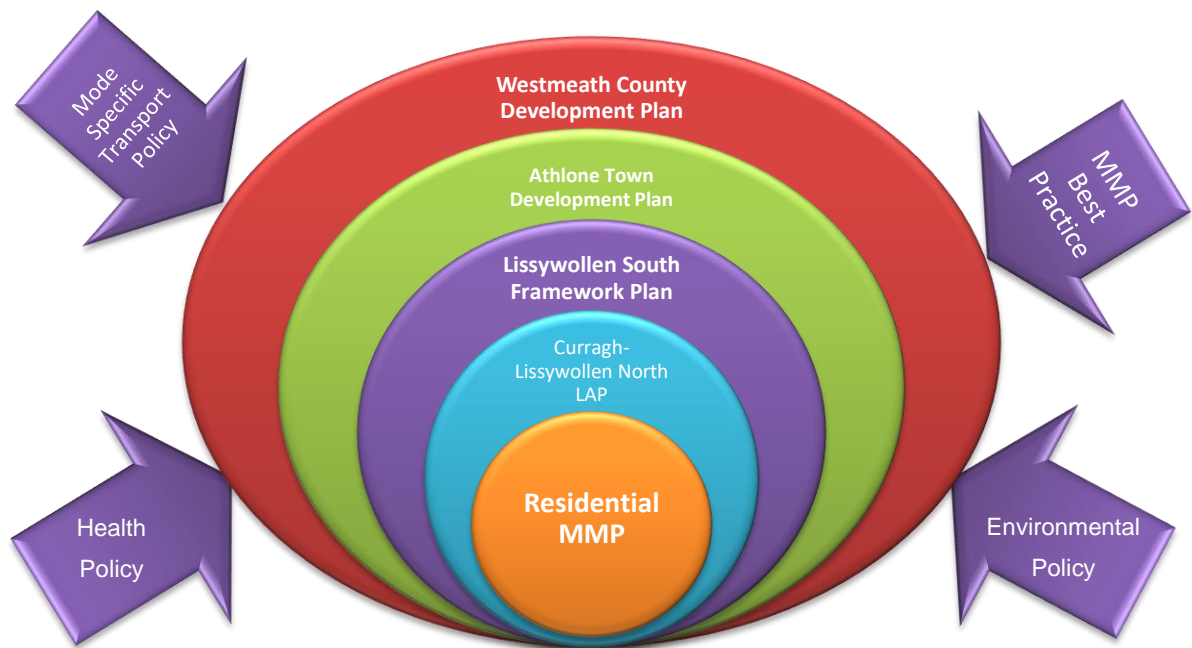 Mode
Specific
Transport
Policy
Westmeath County
Development Plan
MMP
Best
Practice
Athlone Town
Development Plan
Lissywollen South
Framework Plan
Curragh-
Lissywollen North
LAP
Residential
MMP
Health
Policy
Environmental
Policy